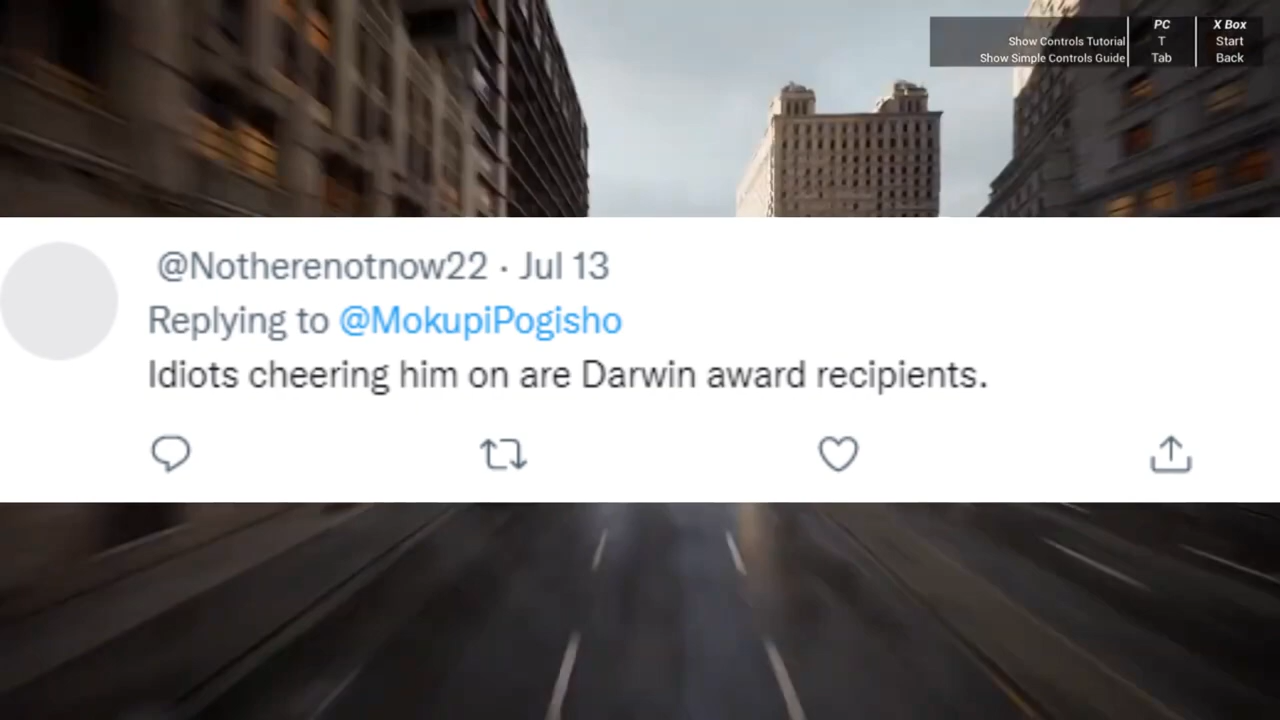 PC X Box
Show Controls Tutorial T Start
Show Simple Controls Guide Tab Back
@Notherenotnow22 · Jul 13
Replying to @MokupiPogisho
Idiots cheering him on are Darwin award recipients.